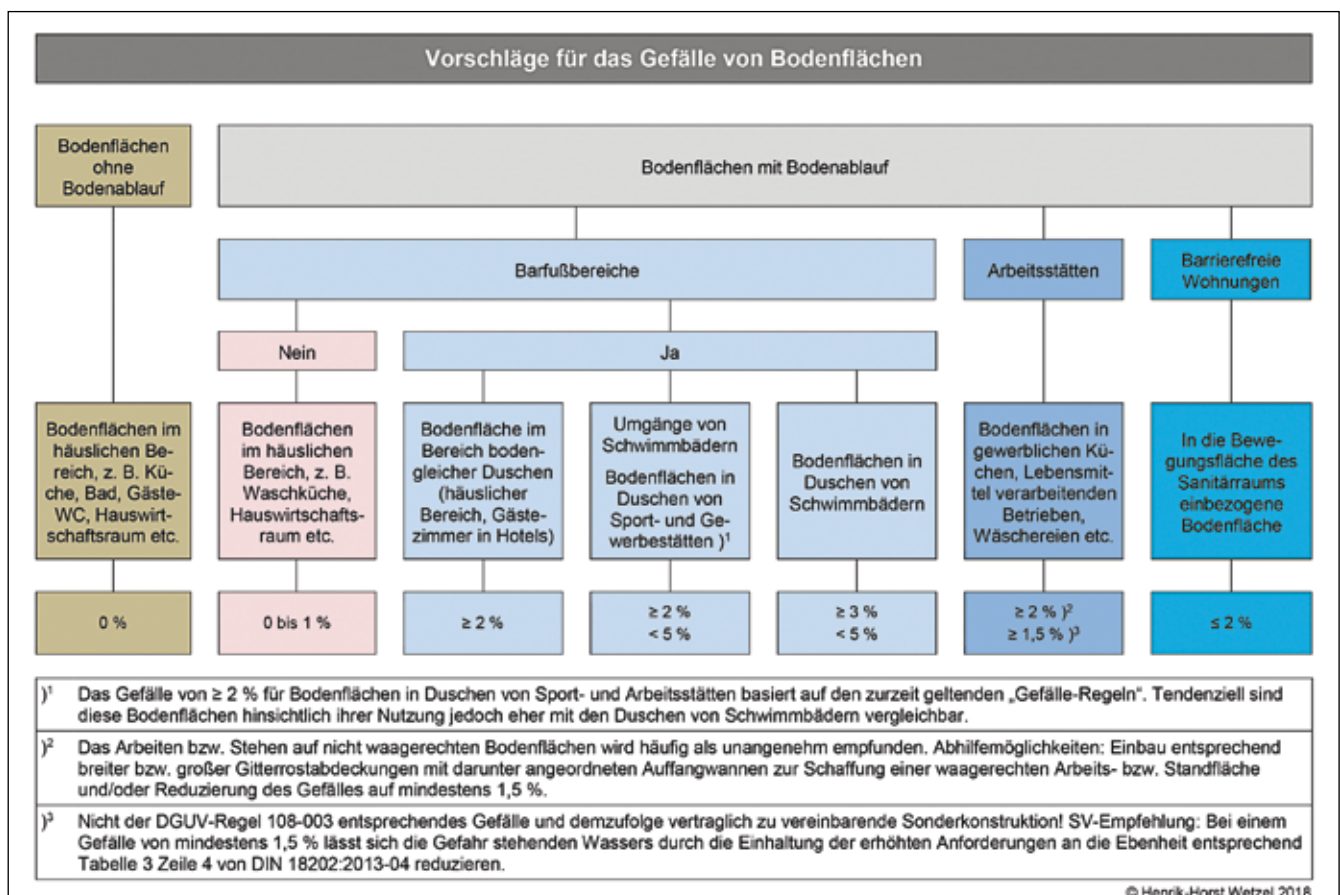 Vorschläge für das Gefälle von Bodenflächen
Bodenflächen
ohne
Bodenablauf
Bodenflächen mit Bodenablauf
Barfußbereiche
Arbeitsstätten
Barrierefreie
Wohnungen
Nein
Ja
Bodenflächen im
häuslichen Be-
reich, z. B. Kü-
che, Bad, Gäste-
WC, Hauswirt-
schaftsraum etc.
Bodenflächen
im häuslichen
Bereich, z. B.
Waschküche,
Hauswirtschafts-
raum etc.
Bodenfläche im
Bereich boden-
gleicher Duschen
(häuslicher
Bereich, Gäste-
zimmer in Hotels)
Umgänge von
Schwimmbädern
Bodenflächen in
Duschen von
Sport- und Ge-
werbestätten )¹
Bodenflächen in
Duschen von
Schwimmbädern
Bodenflächen in
gewerblichen Kü-
chen, Lebensmit-
tel verarbeitenden
Betrieben,
Wäschereien etc.
In die Bewe-
gungsfläche des
Sanitärraums
einbezogene
Bodenfläche
0 %
0 bis 1 %
≥ 2 %
≥ 2 %
< 5 %
≥ 3 %
< 5 %
≥ 2 % )²
≥ 1,5 % )³
≤ 2 %
)¹ Das Gefälle von ≥ 2 % für Bodenflächen in Duschen von Sport- und Arbeitsstätten basiert auf den zurzeit geltenden „Gefälle-Regeln“. Tendenziell sind
diese Bodenflächen hinsichtlich ihrer Nutzung jedoch eher mit den Duschen von Schwimmbädern vergleichbar.
)² Das Arbeiten bzw. Stehen auf nicht waagerechten Bodenflächen wird häufig als unangenehm empfunden. Abhilfemöglichkeiten: Einbau entsprechend
breiter bzw. großer Gitterrostabdeckungen mit darunter angeordneten Auffangwannen zur Schaffung einer waagerechten Arbeits- bzw. Standfläche
und/oder Reduzierung des Gefälles auf mindestens 1,5 %.
)³ Nicht der DGUV-Regel 108-003 entsprechendes Gefälle und demzufolge vertraglich zu vereinbarende Sonderkonstruktion! SV-Empfehlung: Bei einem
Gefälle von mindestens 1,5 % lässt sich die Gefahr stehenden Wassers durch die Einhaltung der erhöhten Anforderungen an die Ebenheit entsprechend
Tabelle 3 Zeile 4 von DIN 18202:2013-04 reduzieren.
© Henrik-Horst Wetzel 2018